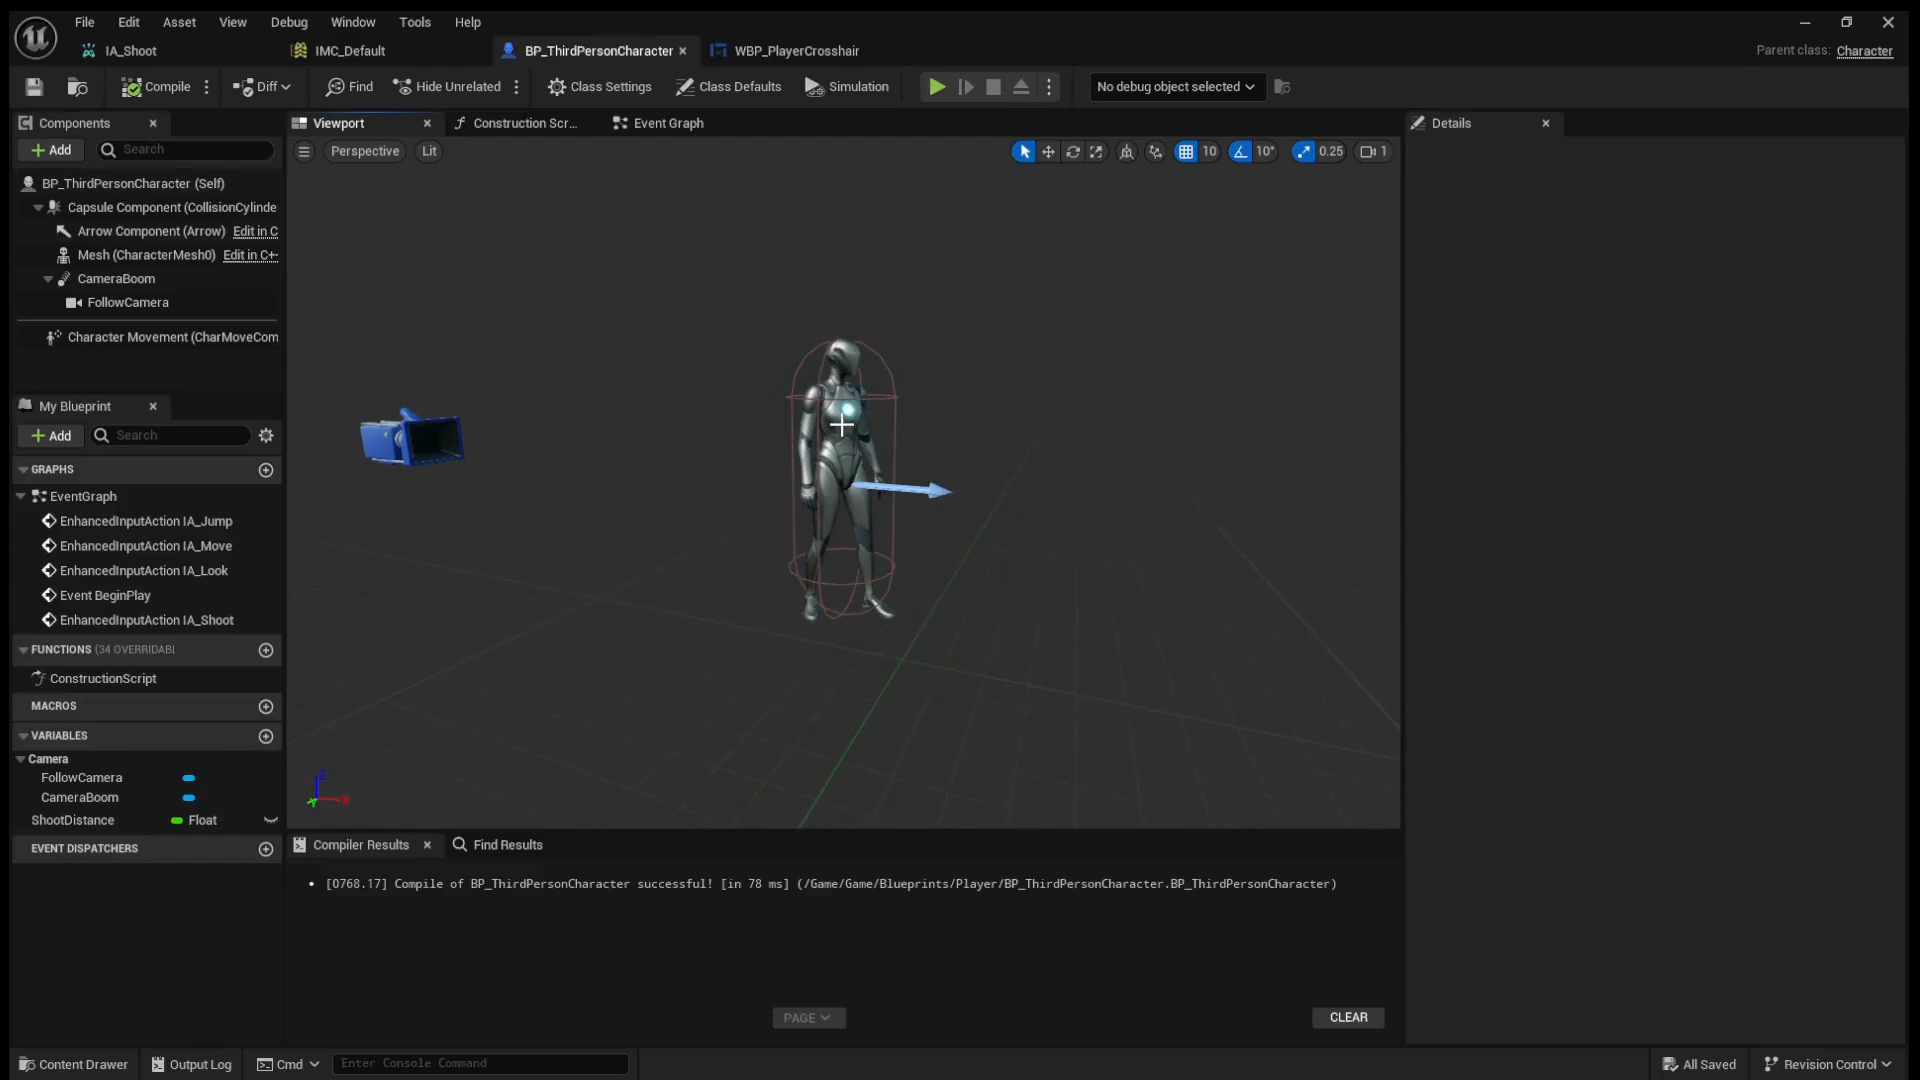 File Edit Asset View Debug Window Tools Help
IA_Shoot IMC_Default BP_ThirdPersonCharacter WBP_PlayerCrosshair Parent class: Character
Compile Diff Find Hide Unrelated Class Settings Class Defaults Simulation No debug object selected
Components Viewport Construction Scr... Event Graph Details
Add Search Perspective Lit 10 10° 0.25 1
BP_ThirdPersonCharacter (Self)
Capsule Component (CollisionCylinde
Arrow Component (Arrow) Edit in C
Mesh (CharacterMesh0) Edit in C+
CameraBoom
FollowCamera
Character Movement (CharMoveCom
My Blueprint
Add Search
GRAPHS
EventGraph
EnhancedInputAction IA_Jump
EnhancedInputAction IA_Move
EnhancedInputAction IA_Look
Event BeginPlay
EnhancedInputAction IA_Shoot
FUNCTIONS (34 OVERRIDABL
ConstructionScript
MACROS
VARIABLES
Camera
FollowCamera
CameraBoom
ShootDistance Float
EVENT DISPATCHERS
Z
X
Y
Compiler Results Find Results
• [0768.17] Compile of BP_ThirdPersonCharacter successful! [in 78 ms] (/Game/Game/Blueprints/Player/BP_ThirdPersonCharacter.BP_ThirdPersonCharacter)
PAGE CLEAR
Content Drawer Output Log Cmd Enter Console Command All Saved Revision Control